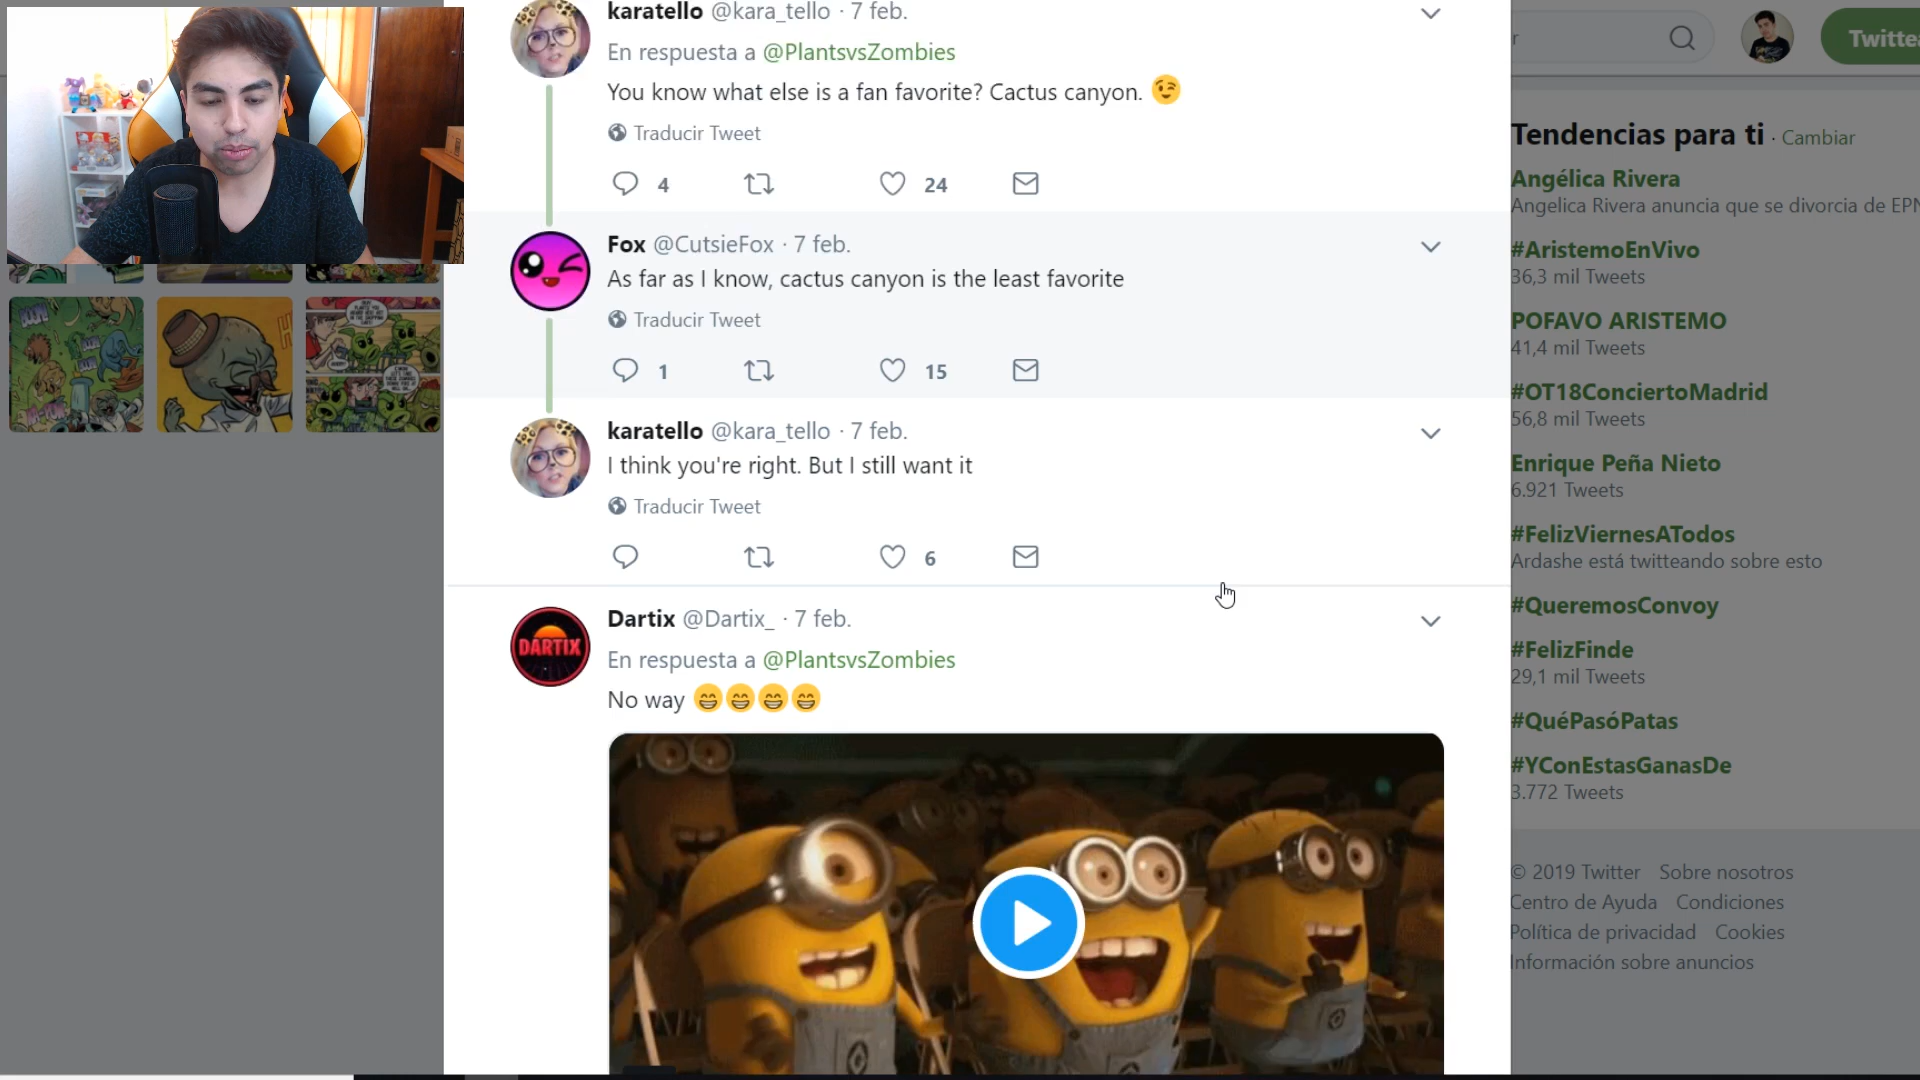 karatello @kara_tello · 7 feb.
En respuesta a @PlantsvsZombies
You know what else is a fan favorite? Cactus canyon. 😉
Traducir Tweet
4 24
Fox @CutsieFox · 7 feb.
As far as I know, cactus canyon is the least favorite
Traducir Tweet
1 15
karatello @kara_tello · 7 feb.
I think you're right. But I still want it
Traducir Tweet
6
Dartix @Dartix_ · 7 feb.
DARTIX
En respuesta a @PlantsvsZombies
No way 😁😁😁😁
r
Twitte
Tendencias para ti · Cambiar
Angélica Rivera
Angelica Rivera anuncia que se divorcia de EPN
#AristemoEnVivo
36,3 mil Tweets
POFAVO ARISTEMO
41,4 mil Tweets
#OT18ConciertoMadrid
56,8 mil Tweets
Enrique Peña Nieto
6.921 Tweets
#FelizViernesATodos
Ardashe está twitteando sobre esto
#QueremosConvoy
#FelizFinde
29,1 mil Tweets
#QuéPasóPatas
#YConEstasGanasDe
3.772 Tweets
© 2019 Twitter Sobre nosotros
Centro de Ayuda Condiciones
Política de privacidad Cookies
Información sobre anuncios